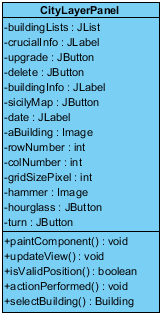 CityLayerPanel
-buildingLists : JList
-crucialInfo : JLabel
-upgrade : JButton
-delete : JButton
-buildingInfo : JLabel
-sicilyMap : JButton
-date : JLabel
-aBuilding : Image
-rowNumber : int
-colNumber : int
-gridSizePixel : int
-hammer : Image
-hourglass : JButton
-turn : JButton
+paintComponent() : void
+updateView() : void
+isValidPosition() : boolean
+actionPerformed() : void
+selectBuilding() : Building